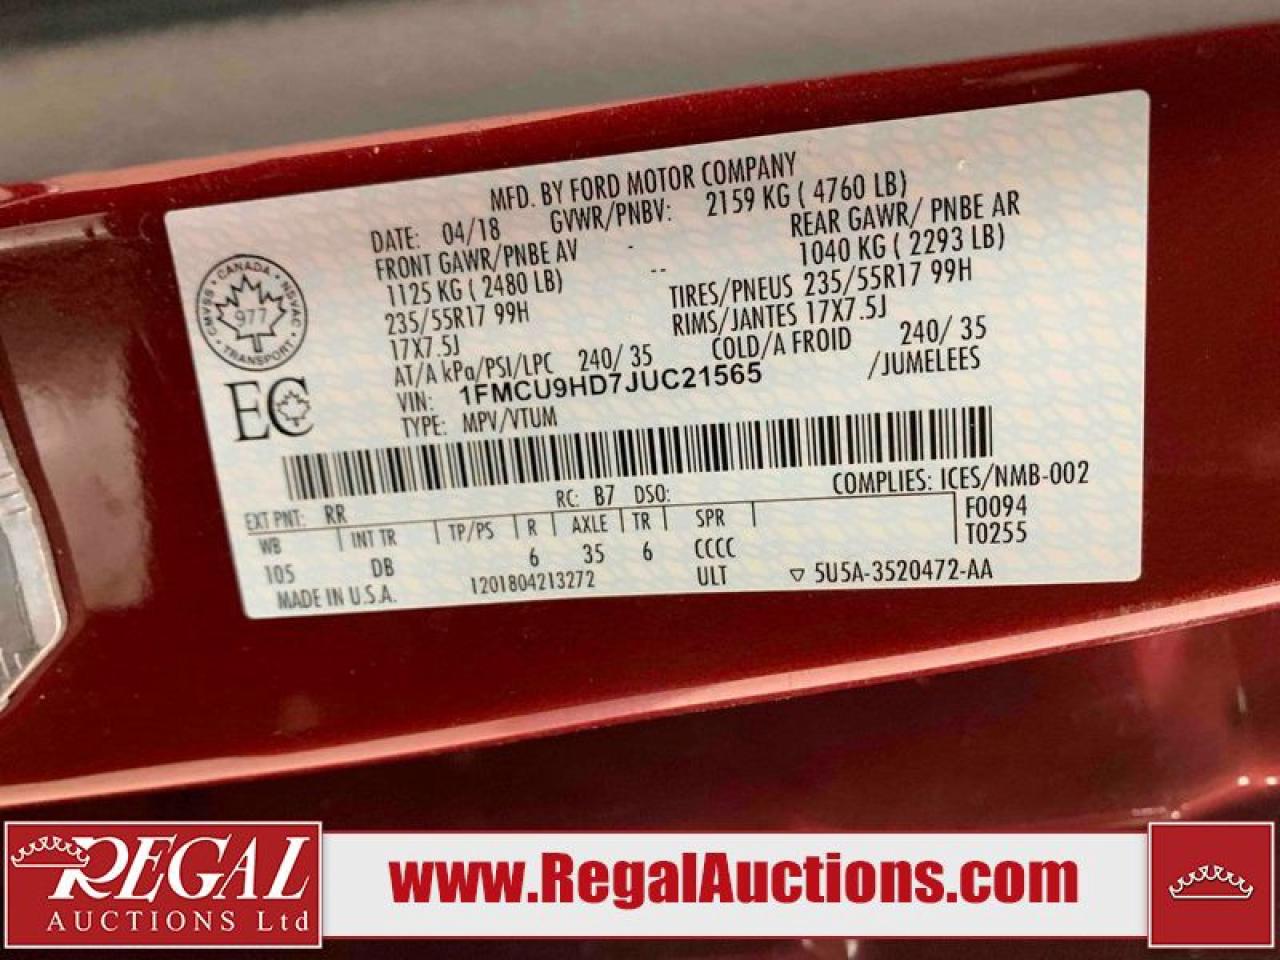 MFD. BY FORD MOTOR COMPANY
DATE: 04/18 GVWR/PNBV: 2159 KG ( 4760 LB)
FRONT GAWR/PNBE AV - REAR GAWR/ PNBE AR
1125 KG ( 2480 LB) -- 1040 KG ( 2293 LB)
235/55R17 99H TIRES/PNEUS 235/55R17 99H
17X7.5J RIMS/JANTES 17X7.5J
AT/A kPa/PSI/LPC 240/ 35 COLD/A FROID 240/ 35
VIN: 1FMCU9HD7JUC21565 /JUMELEES
TYPE: MPV/VTUM
CANADA
CMVSS NSVAC
977
TRANSPORT
EC
COMPLIES: ICES/NMB-002
RC: B7 DSO:
EXT PNT: RR F0094
WB INT TR TP/PS R AXLE TR SPR T0255
105 DB 6 35 6 CCCC
MADE IN U.S.A. 1201804213272 ULT ▽ 5U5A-3520472-AA
REGAL
AUCTIONS Ltd
www.RegalAuctions.com